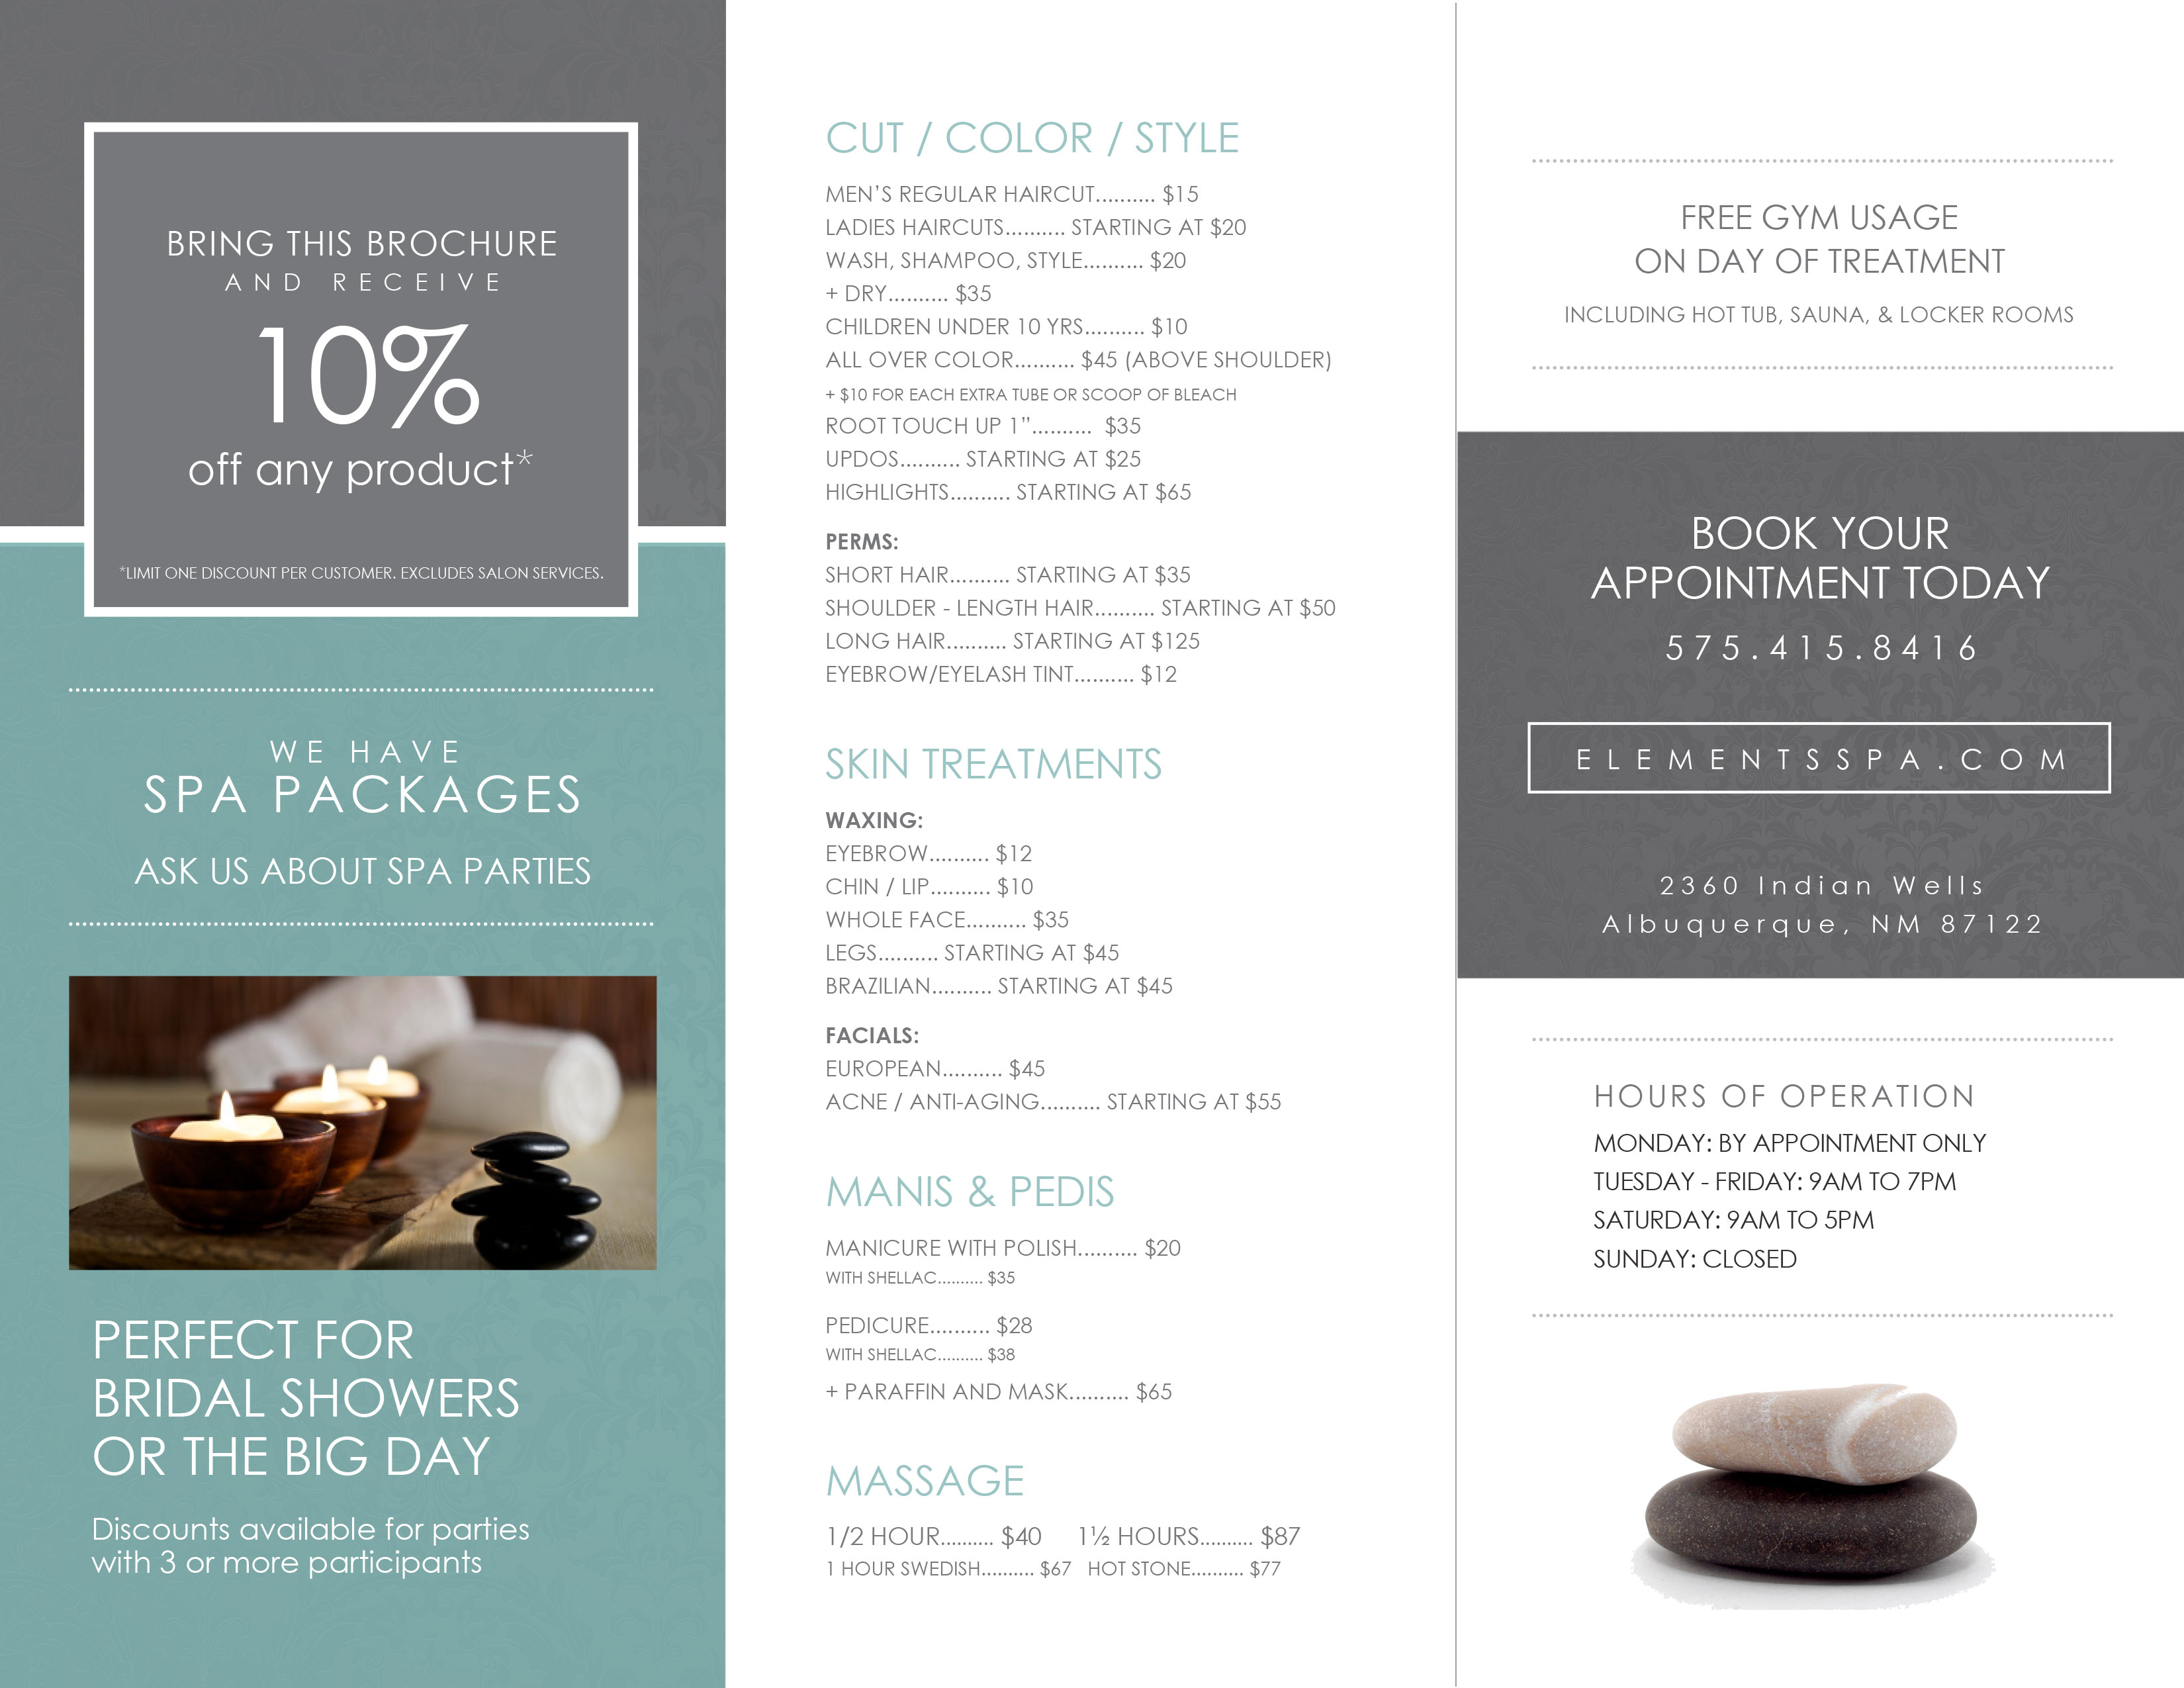 BRING THIS BROCHURE
AND RECEIVE
10%
off any product*
*LIMIT ONE DISCOUNT PER CUSTOMER. EXCLUDES SALON SERVICES.
WE HAVE
SPA PACKAGES
ASK US ABOUT SPA PARTIES
PERFECT FOR
BRIDAL SHOWERS
OR THE BIG DAY
Discounts available for parties
with 3 or more participants
CUT / COLOR / STYLE
MEN’S REGULAR HAIRCUT.......... $15
LADIES HAIRCUTS.......... STARTING AT $20
WASH, SHAMPOO, STYLE.......... $20
+ DRY.......... $35
CHILDREN UNDER 10 YRS.......... $10
ALL OVER COLOR.......... $45 (ABOVE SHOULDER)
+ $10 FOR EACH EXTRA TUBE OR SCOOP OF BLEACH
ROOT TOUCH UP 1”.......... $35
UPDOS.......... STARTING AT $25
HIGHLIGHTS.......... STARTING AT $65
PERMS:
SHORT HAIR.......... STARTING AT $35
SHOULDER - LENGTH HAIR.......... STARTING AT $50
LONG HAIR.......... STARTING AT $125
EYEBROW/EYELASH TINT.......... $12
SKIN TREATMENTS
WAXING:
EYEBROW.......... $12
CHIN / LIP.......... $10
WHOLE FACE.......... $35
LEGS.......... STARTING AT $45
BRAZILIAN.......... STARTING AT $45
FACIALS:
EUROPEAN.......... $45
ACNE / ANTI-AGING.......... STARTING AT $55
MANIS & PEDIS
MANICURE WITH POLISH.......... $20
WITH SHELLAC.......... $35
PEDICURE.......... $28
WITH SHELLAC.......... $38
+ PARAFFIN AND MASK.......... $65
MASSAGE
1/2 HOUR.......... $40 1½ HOURS.......... $87
1 HOUR SWEDISH.......... $67 HOT STONE.......... $77
FREE GYM USAGE
ON DAY OF TREATMENT
INCLUDING HOT TUB, SAUNA, & LOCKER ROOMS
BOOK YOUR
APPOINTMENT TODAY
575.415.8416
ELEMENTSSPA.COM
2360 Indian Wells
Albuquerque, NM 87122
HOURS OF OPERATION
MONDAY: BY APPOINTMENT ONLY
TUESDAY - FRIDAY: 9AM TO 7PM
SATURDAY: 9AM TO 5PM
SUNDAY: CLOSED